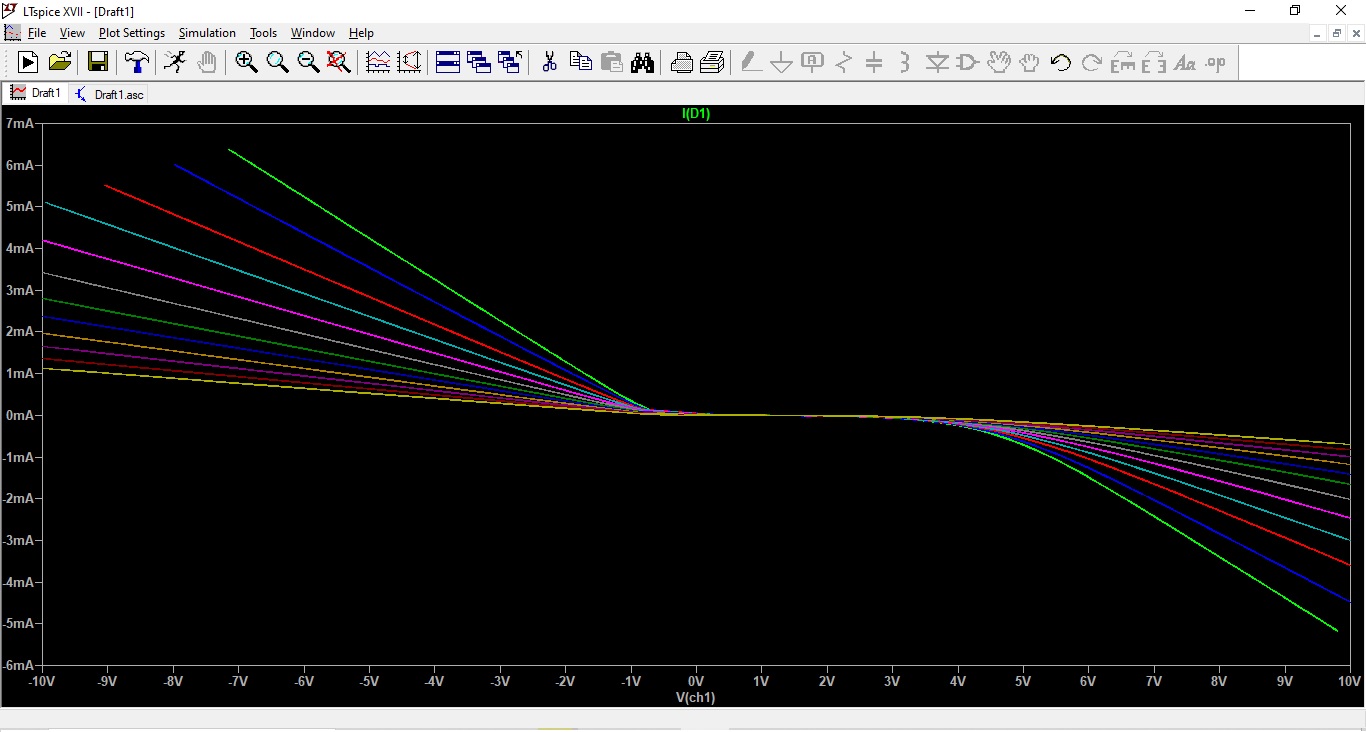 LTspice XVII - [Draft1]
File View Plot Settings Simulation Tools Window Help
Draft1 Draft1.asc
I(D1)
7mA
6mA
5mA
4mA
3mA
2mA
1mA
0mA
-1mA
-2mA
-3mA
-4mA
-5mA
-6mA
-10V -9V -8V -7V -6V -5V -4V -3V -2V -1V 0V 1V 2V 3V 4V 5V 6V 7V 8V 9V 10V
V(ch1)